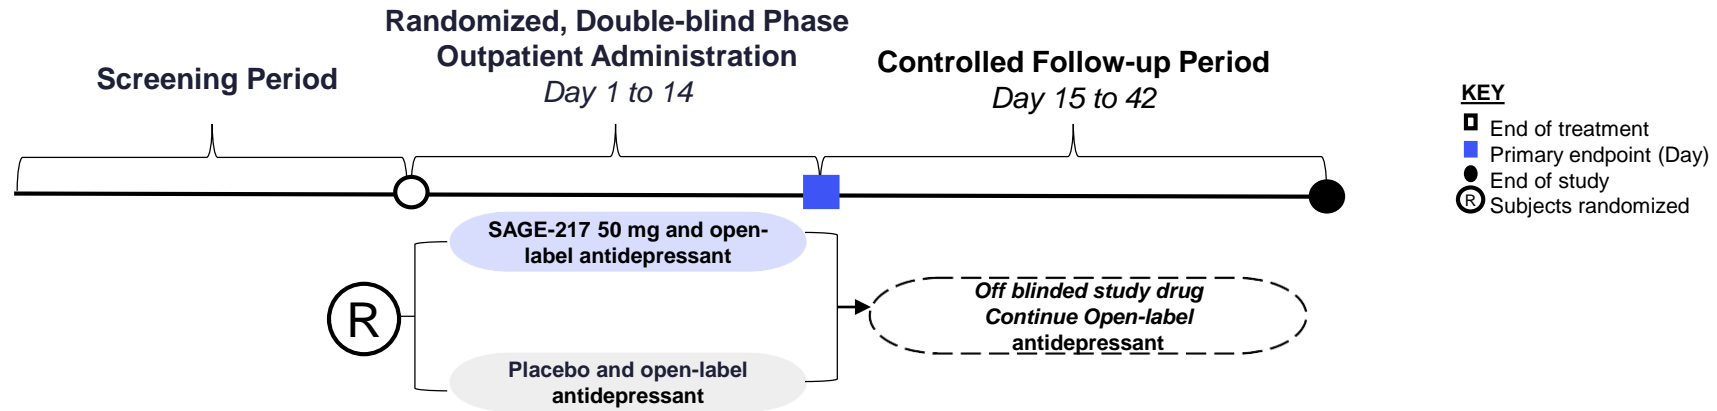 Screening Period
Randomized, Double-blind Phase
Outpatient Administration
Day 1 to 14
Controlled Follow-up Period
Day 15 to 42
KEY
End of treatment
Primary endpoint (Day)
End of study
R Subjects randomized
R
SAGE-217 50 mg and open-
label antidepressant
Placebo and open-label
antidepressant
Off blinded study drug
Continue Open-label
antidepressant